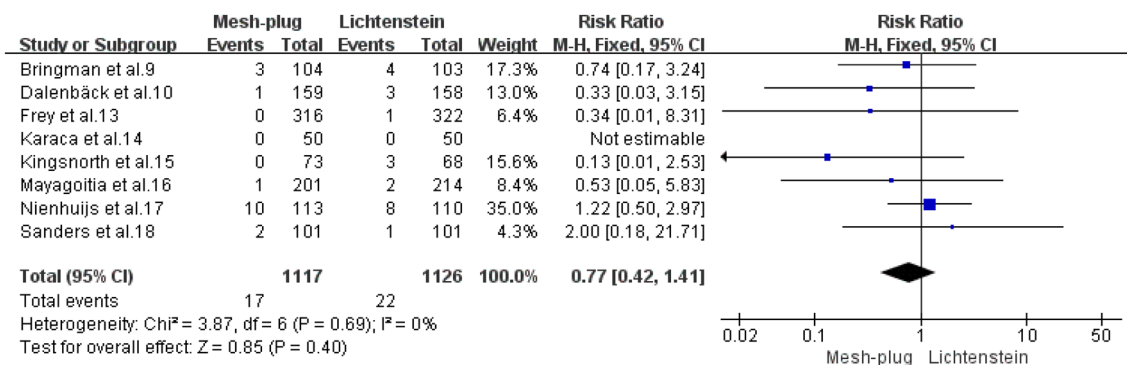 Mesh-plug Lichtenstein Risk Ratio Risk Ratio
Study or Subgroup Events Total Events Total Weight M-H, Fixed, 95% CI M-H, Fixed, 95% CI
Bringman et al.9 3 104 4 103 17.3% 0.74 [0.17, 3.24]
Dalenbäck et al.10 1 159 3 158 13.0% 0.33 [0.03, 3.15]
Frey et al.13 0 316 1 322 6.4% 0.34 [0.01, 8.31]
Karaca et al.14 0 50 0 50 Not estimable
Kingsnorth et al.15 0 73 3 68 15.6% 0.13 [0.01, 2.53]
Mayagoitia et al.16 1 201 2 214 8.4% 0.53 [0.05, 5.83]
Nienhuijs et al.17 10 113 8 110 35.0% 1.22 [0.50, 2.97]
Sanders et al.18 2 101 1 101 4.3% 2.00 [0.18, 21.71]
Total (95% CI) 1117 1126 100.0% 0.77 [0.42, 1.41]
Total events 17 22
Heterogeneity: Chi² = 3.87, df = 6 (P = 0.69); I² = 0%
Test for overall effect: Z = 0.85 (P = 0.40)
0.02 0.1 1 10 50
Mesh-plug Lichtenstein